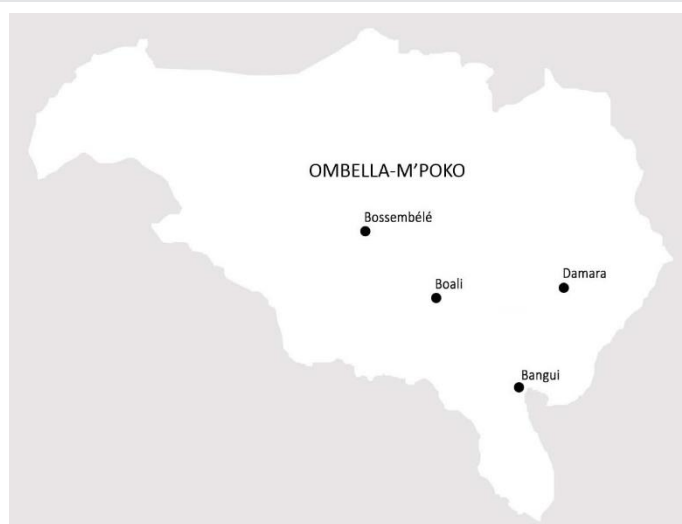 OMBELLA-M'POKO
Bossembélé
Damara
Boali
Bangui